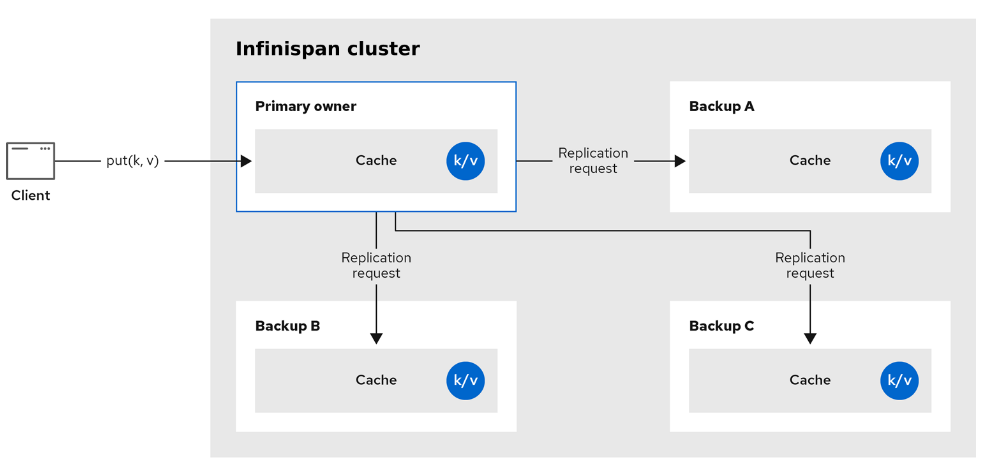 Infinispan cluster
Primary owner
Backup A
Client
put(k, v)
Cache
k/v
Replication
request
Cache
k/v
Replication
request
Replication
request
Backup B
Backup C
Cache
k/v
Cache
k/v